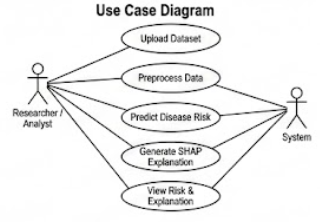 Use Case Diagram
Upload Dataset
Preprocess Data
Researcher /
Analyst
Predict Disease Risk
System
Generate SHAP
Explanation
View Risk &
Explanation